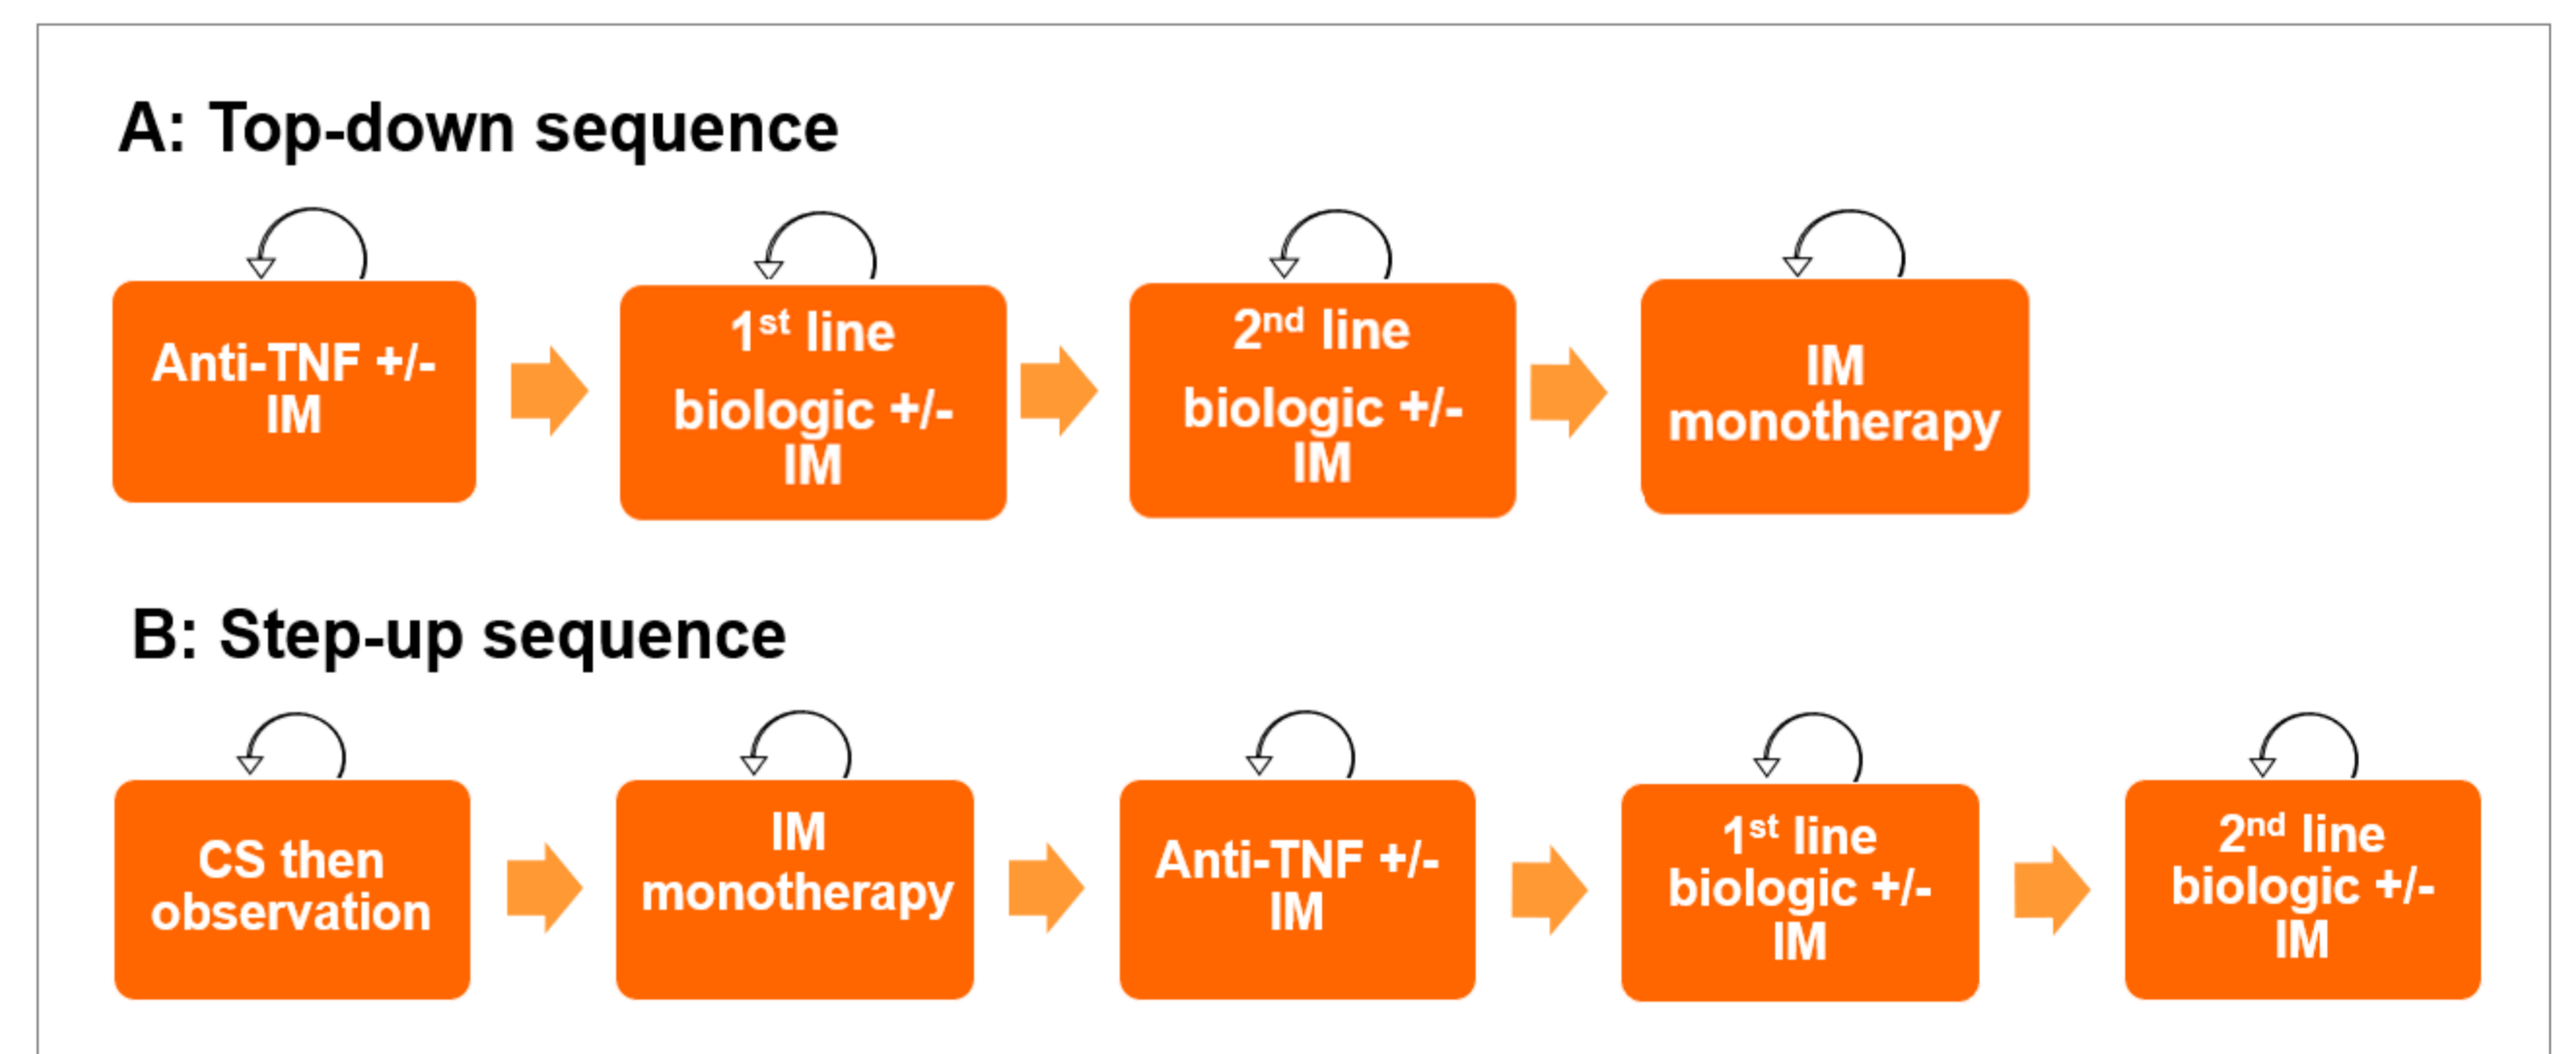 A: Top-down sequence
Anti-TNF +/-
IM
1st line
biologic +/-
IM
2nd line
biologic +/-
IM
IM
monotherapy
B: Step-up sequence
CS then
observation
IM
monotherapy
Anti-TNF +/-
IM
1st line
biologic +/-
IM
2nd line
biologic +/-
IM